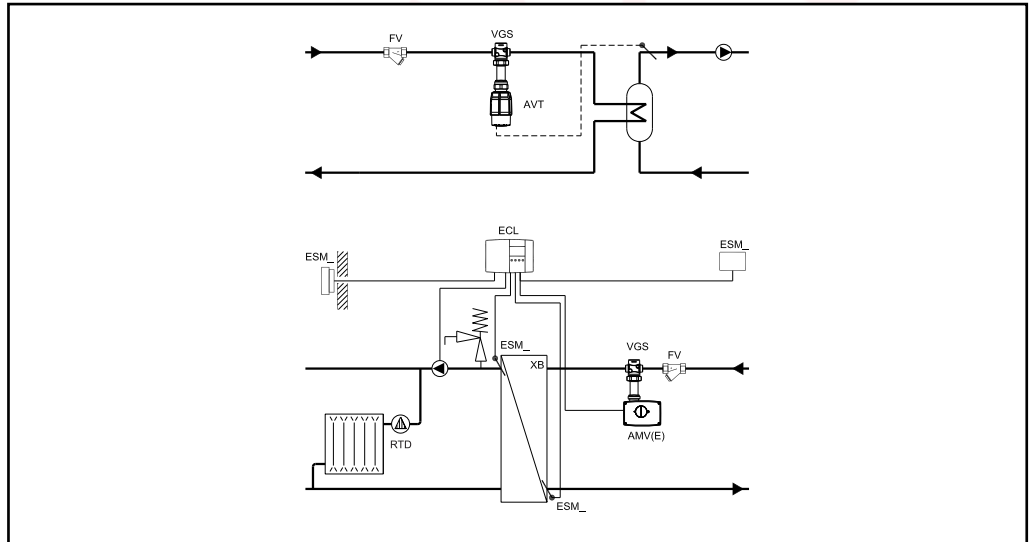 FV
VGS
AVT
ECL
ESM_
ESM_
ESM_
XB
VGS
FV
RTD
AMV(E)
ESM_